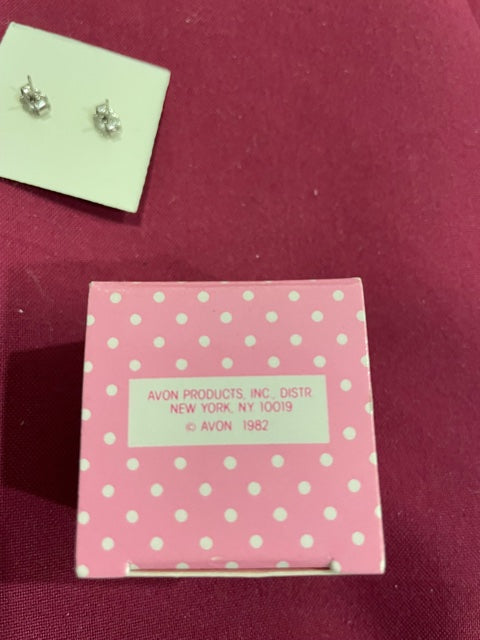 AVON PRODUCTS, INC., DISTR.
NEW YORK, NY 10019
© AVON 1982